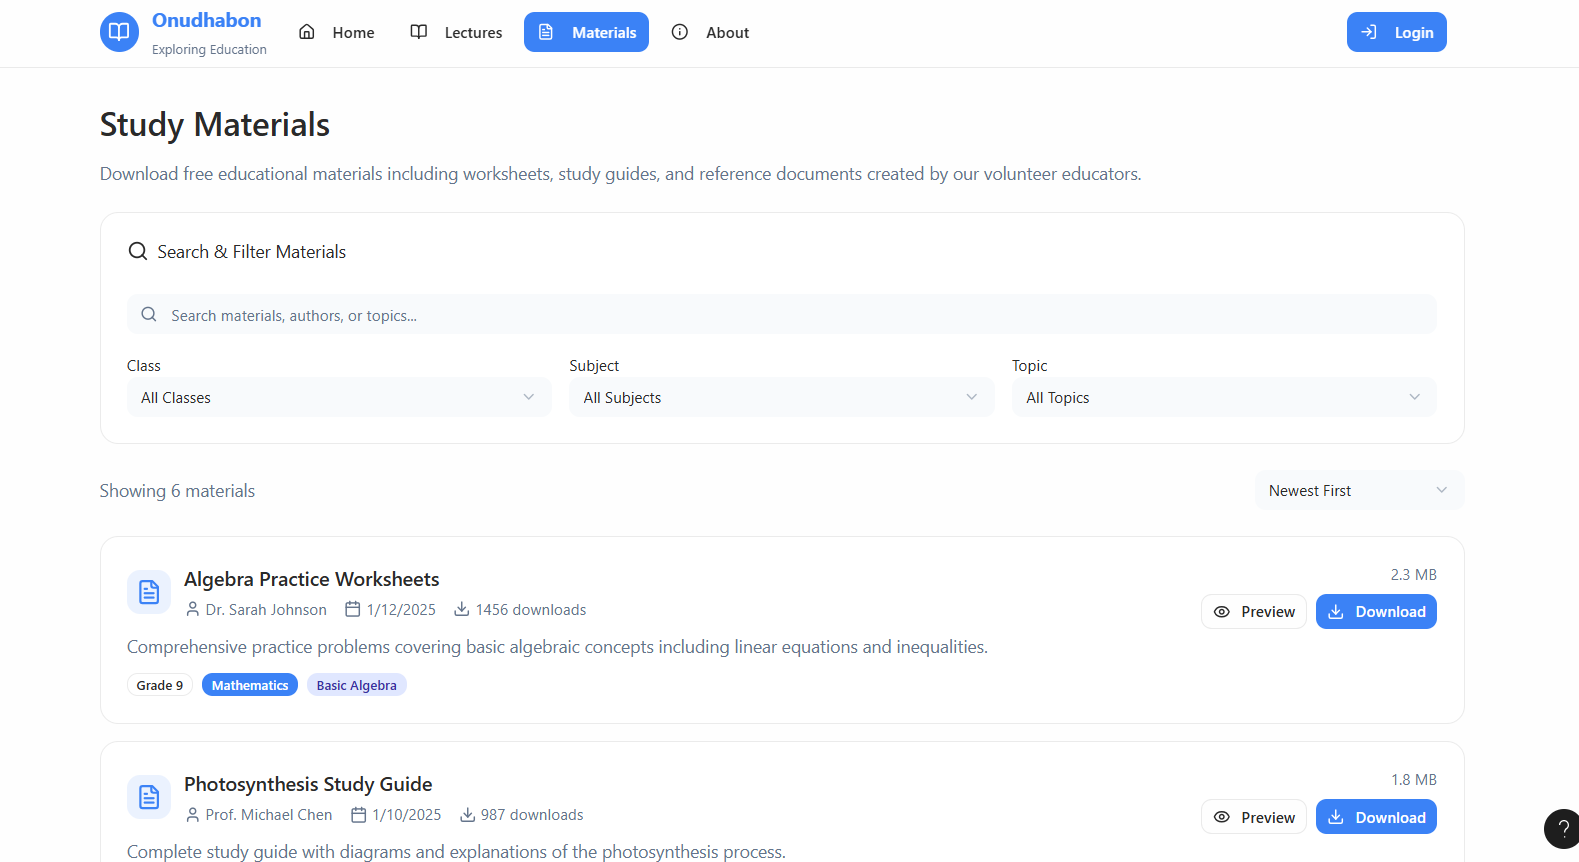 Onudhabon
Exploring Education
Home
Lectures
Materials
About
Login
Study Materials
Download free educational materials including worksheets, study guides, and reference documents created by our volunteer educators.
Search & Filter Materials
Search materials, authors, or topics...
Class
Subject
Topic
All Classes
All Subjects
All Topics
Showing 6 materials
Newest First
Algebra Practice Worksheets
2.3 MB
Dr. Sarah Johnson 1/12/2025 1456 downloads
Preview
Download
Comprehensive practice problems covering basic algebraic concepts including linear equations and inequalities.
Grade 9
Mathematics
Basic Algebra
Photosynthesis Study Guide
1.8 MB
Prof. Michael Chen 1/10/2025 987 downloads
Preview
Download
Complete study guide with diagrams and explanations of the photosynthesis process.
?